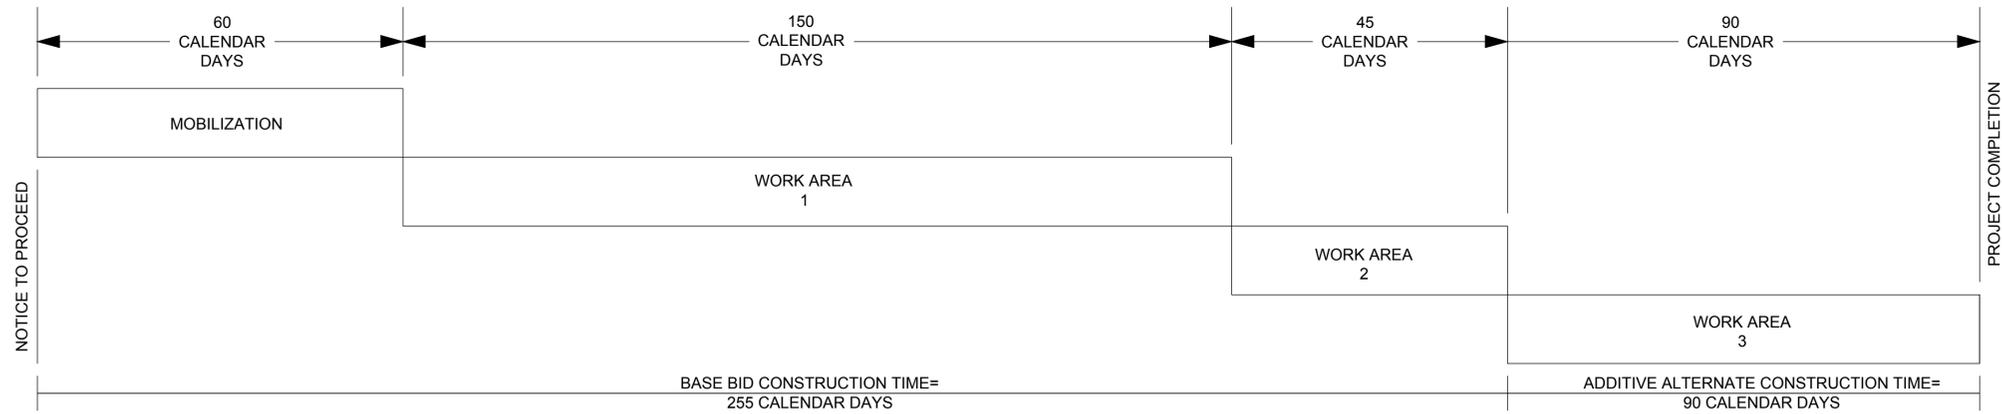 60
CALENDAR
DAYS
150
CALENDAR
DAYS
45
CALENDAR
DAYS
90
CALENDAR
DAYS
MOBILIZATION
WORK AREA
1
WORK AREA
2
WORK AREA
3
NOTICE TO PROCEED
PROJECT COMPLETION
BASE BID CONSTRUCTION TIME=
255 CALENDAR DAYS
ADDITIVE ALTERNATE CONSTRUCTION TIME=
90 CALENDAR DAYS